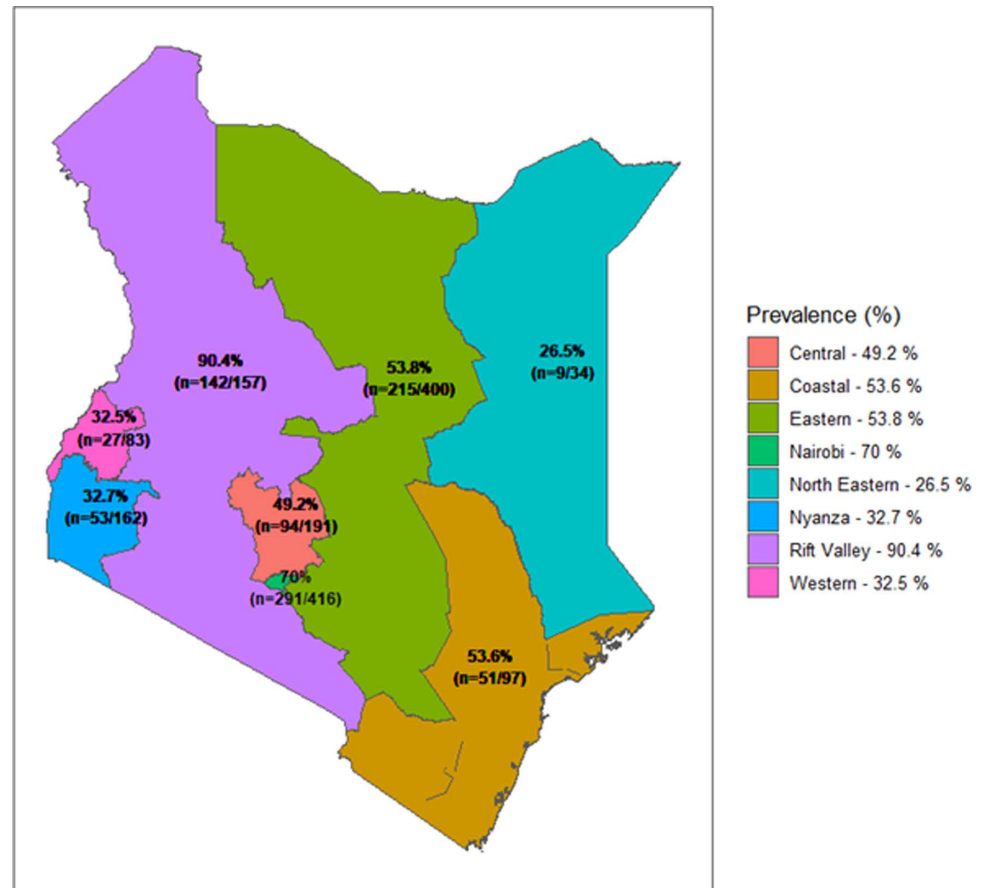 90.4%
(n=142/157)
53.8%
(n=215/400)
26.5%
(n=9/34)
32.5%
(n=27/83)
32.7%
(n=53/162)
49.2%
(n=94/191)
70%
(n=291/416)
53.6%
(n=51/97)
Prevalence (%)
Central - 49.2 %
Coastal - 53.6 %
Eastern - 53.8 %
Nairobi - 70 %
North Eastern - 26.5 %
Nyanza - 32.7 %
Rift Valley - 90.4 %
Western - 32.5 %